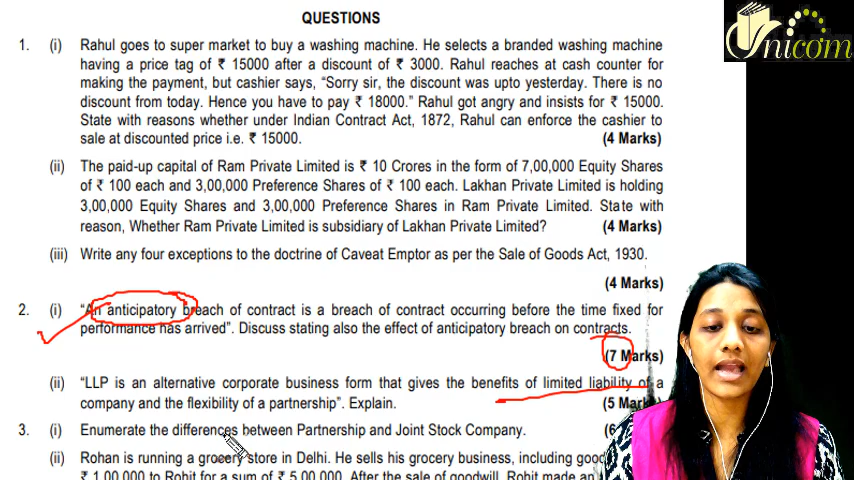 QUESTIONS
1. (i) Rahul goes to super market to buy a washing machine. He selects a branded washing machine
having a price tag of ₹ 15000 after a discount of ₹ 3000. Rahul reaches at cash counter for
making the payment, but cashier says, “Sorry sir, the discount was upto yesterday. There is no
discount from today. Hence you have to pay ₹ 18000.” Rahul got angry and insists for ₹ 15000.
State with reasons whether under Indian Contract Act, 1872, Rahul can enforce the cashier to
sale at discounted price i.e. ₹ 15000. (4 Marks)
(ii) The paid-up capital of Ram Private Limited is ₹ 10 Crores in the form of 7,00,000 Equity Shares
of ₹ 100 each and 3,00,000 Preference Shares of ₹ 100 each. Lakhan Private Limited is holding
3,00,000 Equity Shares and 3,00,000 Preference Shares in Ram Private Limited. State with
reason, Whether Ram Private Limited is subsidiary of Lakhan Private Limited? (4 Marks)
(iii) Write any four exceptions to the doctrine of Caveat Emptor as per the Sale of Goods Act, 1930.
(4 Marks)
2. (i) “An anticipatory breach of contract is a breach of contract occurring before the time fixed for
performance has arrived”. Discuss stating also the effect of anticipatory breach on contracts.
(7 Marks)
(ii) “LLP is an alternative corporate business form that gives the benefits of limited liability of a
company and the flexibility of a partnership”. Explain. (5 Marks)
3. (i) Enumerate the differences between Partnership and Joint Stock Company. (6
(ii) Rohan is running a grocery store in Delhi. He sells his grocery business, including
₹ 1,00,000 to Rohit for a sum of ₹ 5,00,000. After the sale of goodwill, Rohit made an
Unicom